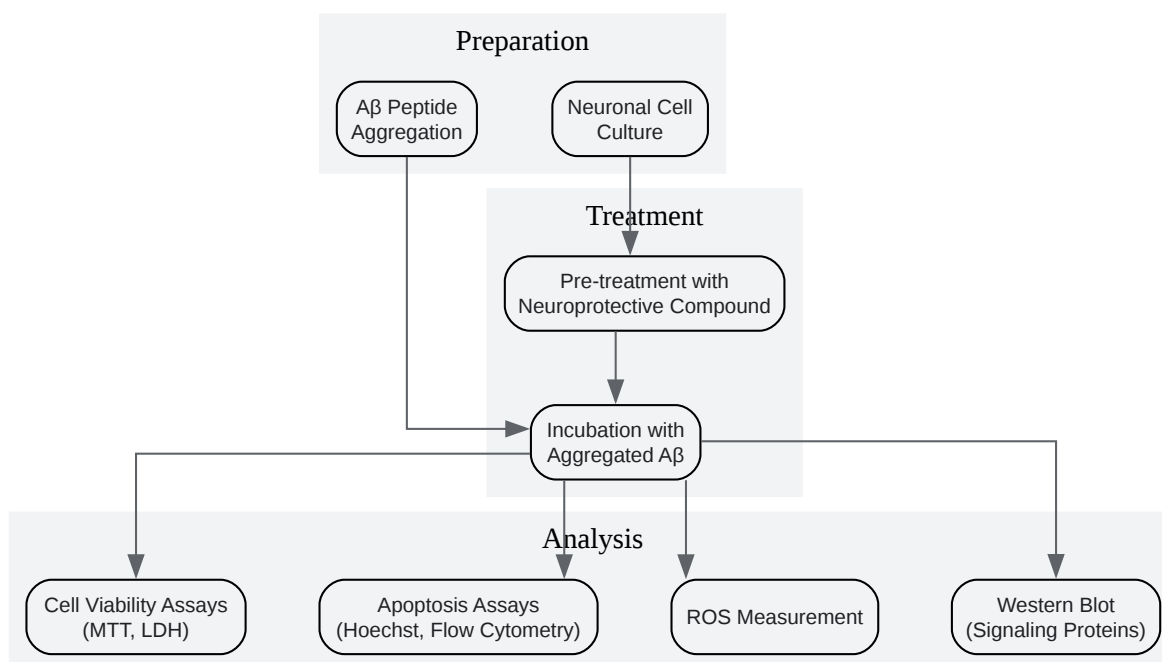 Preparation
Aβ Peptide
Aggregation
Neuronal Cell
Culture
Treatment
Pre-treatment with
Neuroprotective Compound
Incubation with
Aggregated Aβ
Analysis
Cell Viability Assays
(MTT, LDH)
Apoptosis Assays
(Hoechst, Flow Cytometry)
ROS Measurement
Western Blot
(Signaling Proteins)